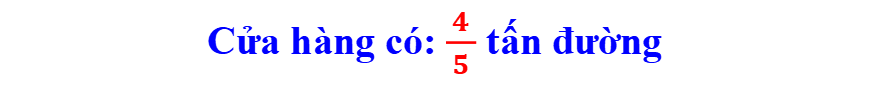 Cửa hàng có: 4/5 tấn đường